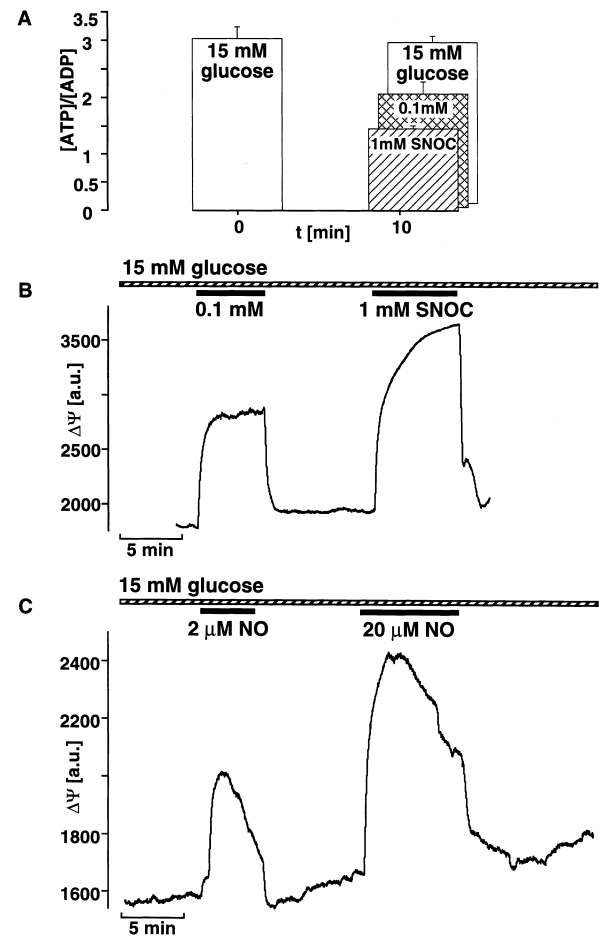 A
[ATP]/[ADP]
3.5
3
2
1
0.5
0
15 mM
glucose
15 mM
glucose
0.1mM
1mM SNOC
0
10
t [min]
B
15 mM glucose
0.1 mM
1 mM SNOC
ΔΨ [a.u.]
3500
2500
2000
5 min
C
15 mM glucose
2 μM NO
20 μM NO
ΔΨ [a.u.]
2400
2200
1800
1600
5 min